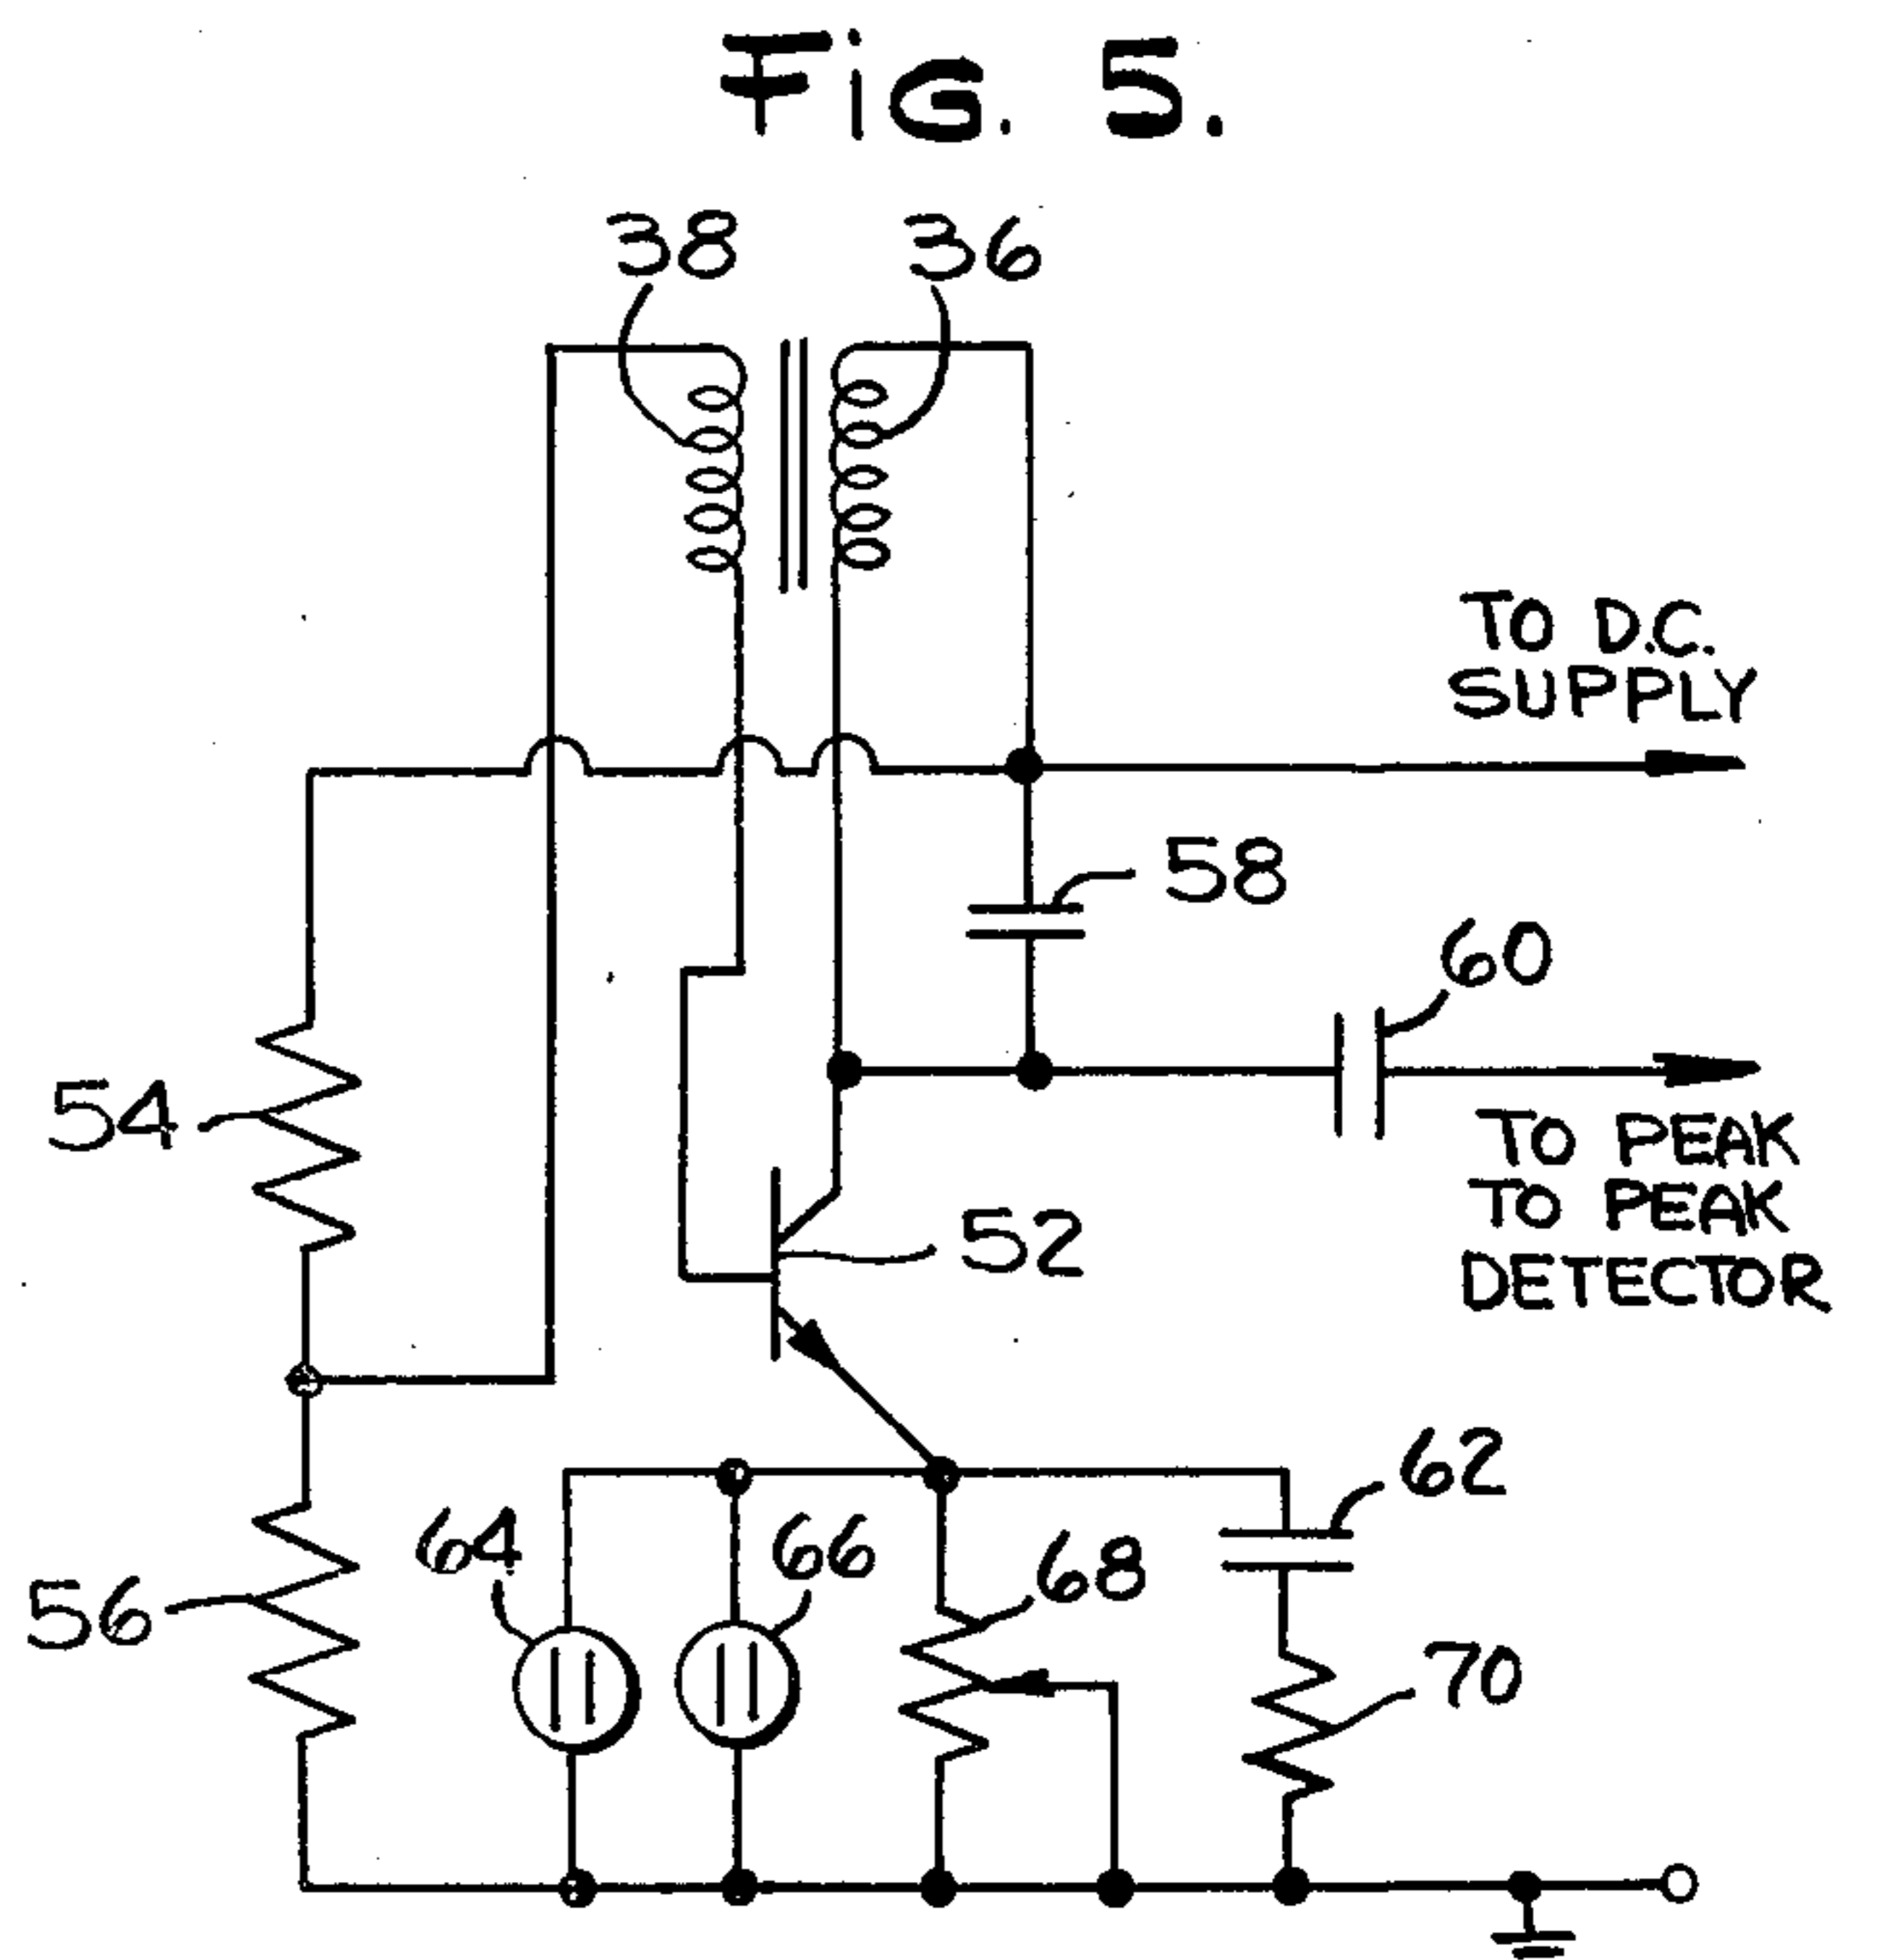 FiG. 5.
38
36
TO D.C.
SUPPLY
58
60
54
TO PEAK
TO PEAK
DETECTOR
52
62
64
66
68
56
70